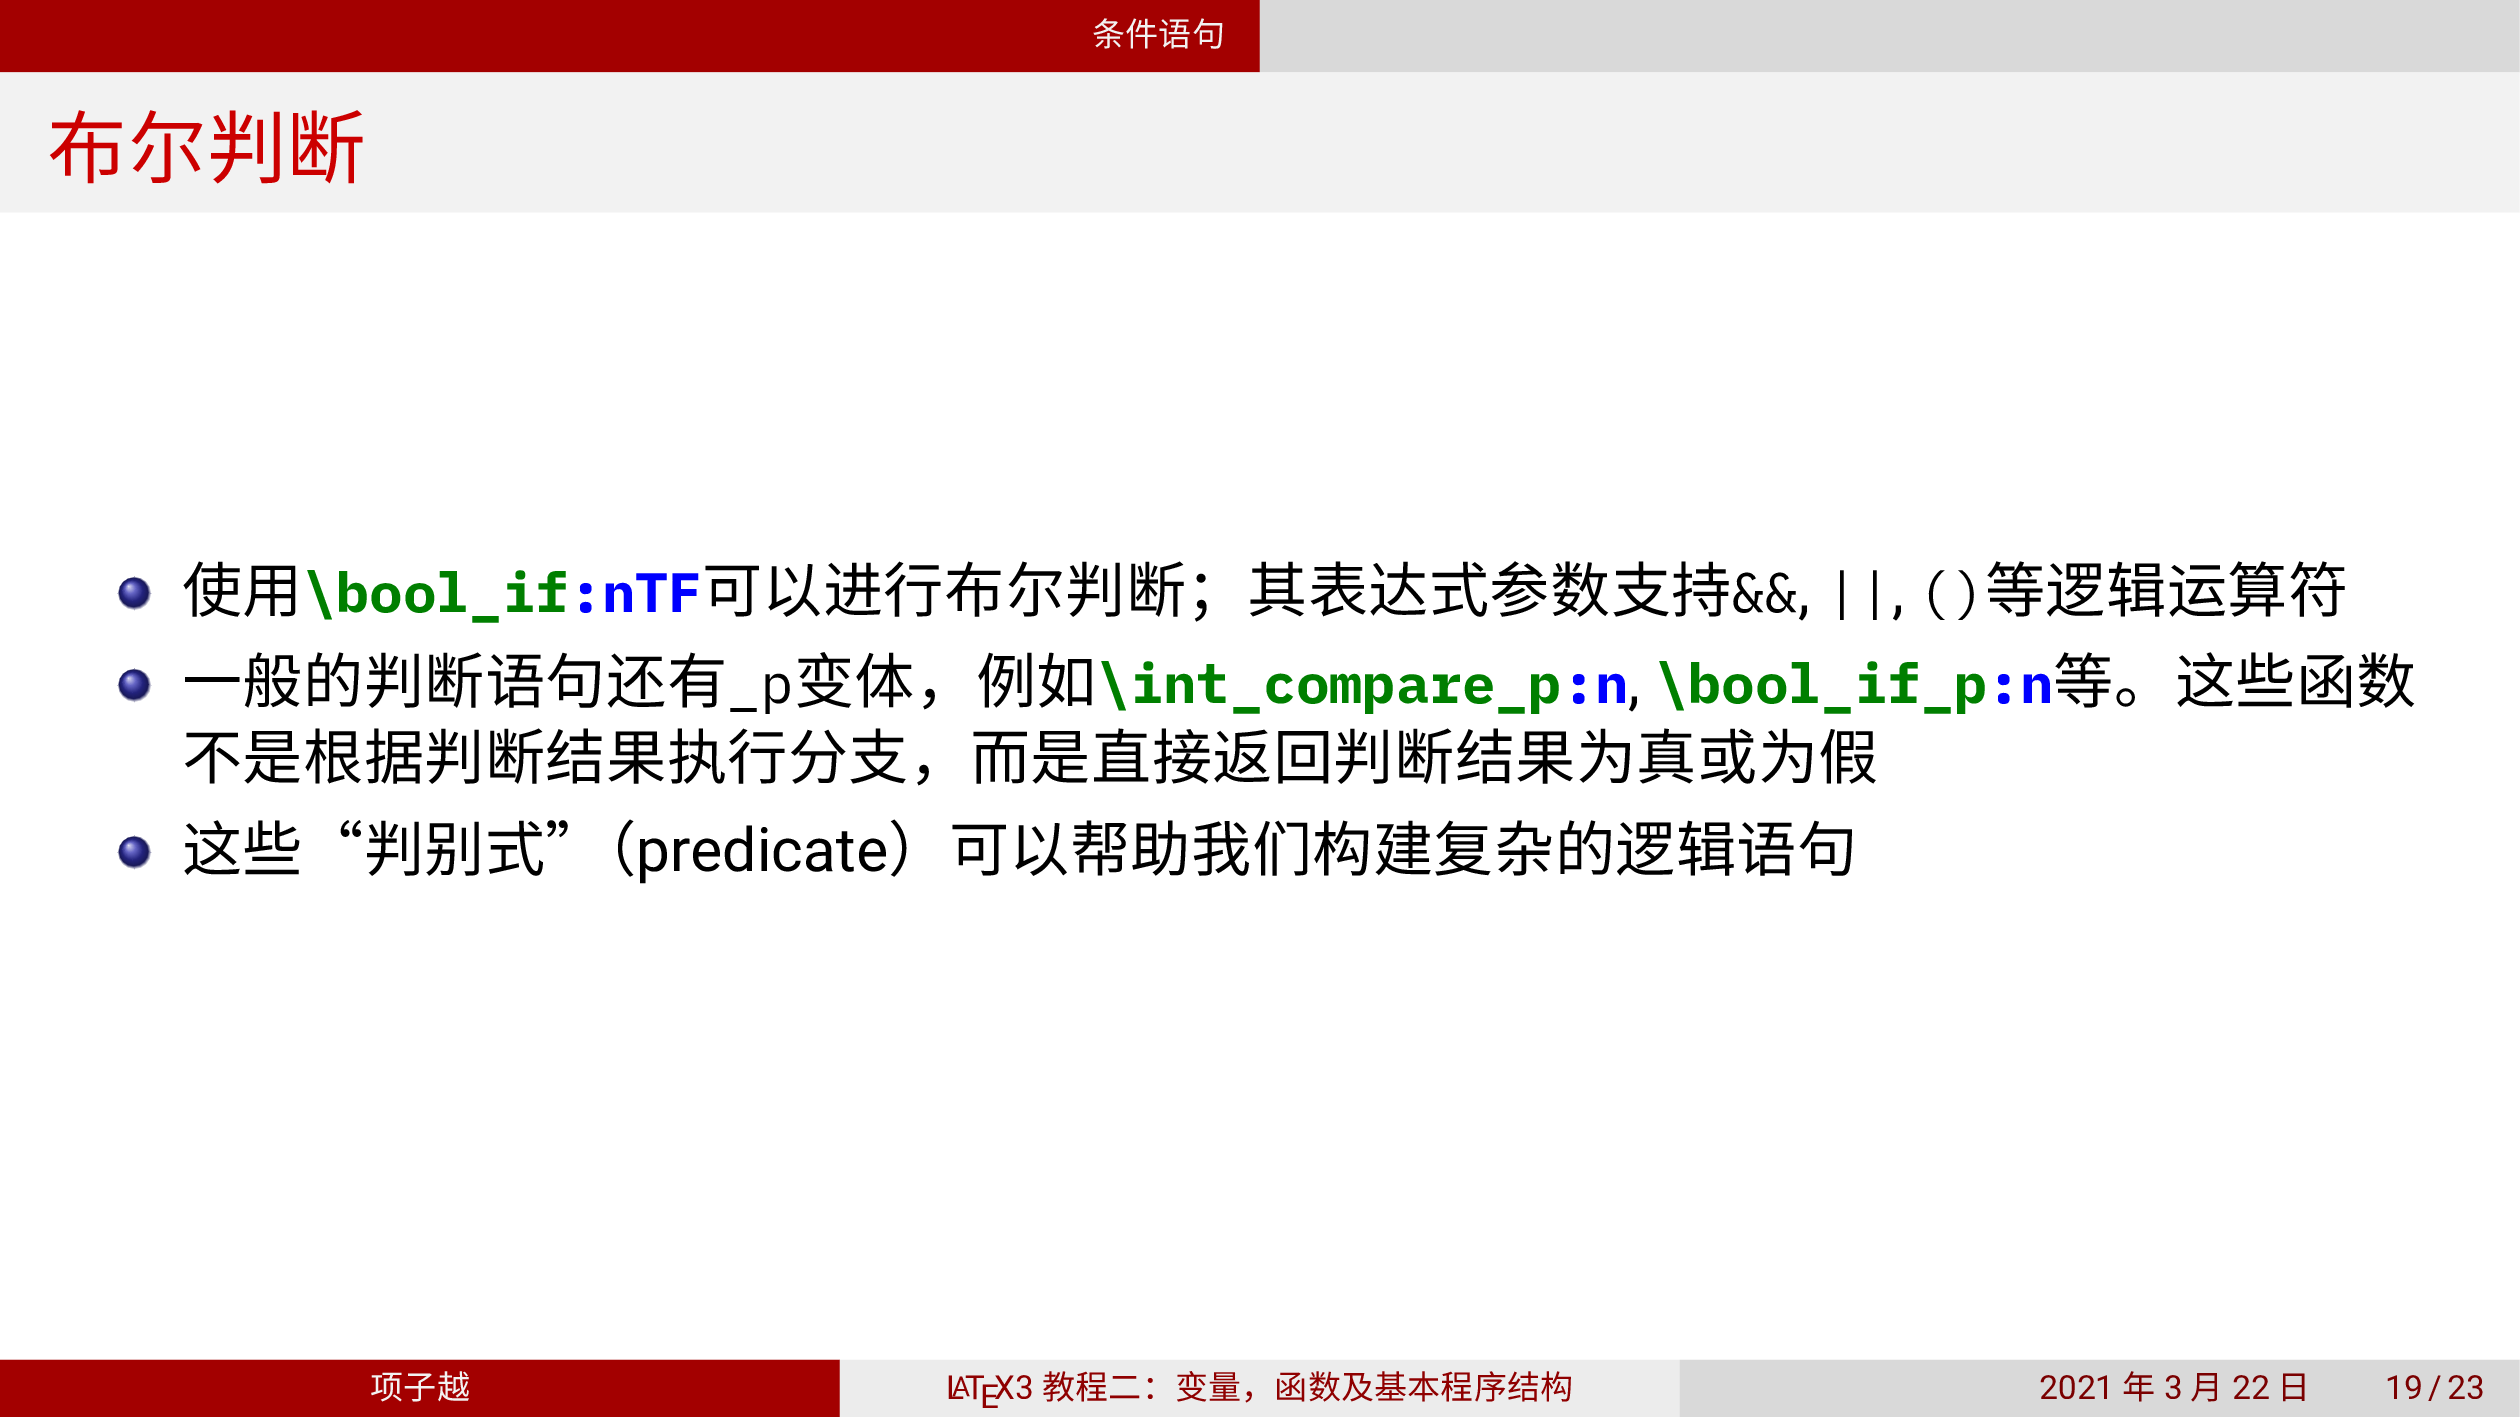 条件语句
布尔判断
使用\bool_if:nTF可以进行布尔判断；其表达式参数支持&&, ||, ()等逻辑运算符
一般的判断语句还有_p变体，例如\int_compare_p:n, \bool_if_p:n等。这些函数
不是根据判断结果执行分支，而是直接返回判断结果为真或为假
这些“判别式”（predicate）可以帮助我们构建复杂的逻辑语句
项子越
LATEX3 教程二：变量，函数及基本程序结构
2021 年 3 月 22 日
19 / 23